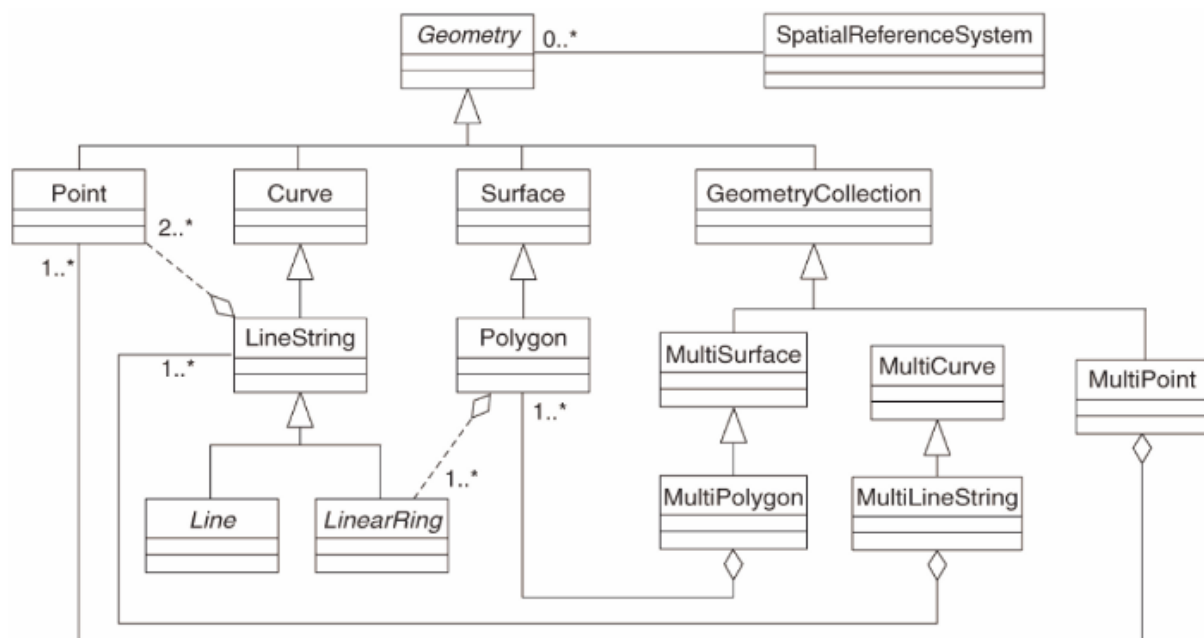 Geometry
0..*
SpatialReferenceSystem
Point
Curve
Surface
GeometryCollection
2..*
1..*
LineString
Polygon
MultiSurface
MultiCurve
MultiPoint
1..*
1..*
1..*
Line
LinearRing
MultiPolygon
MultiLineString